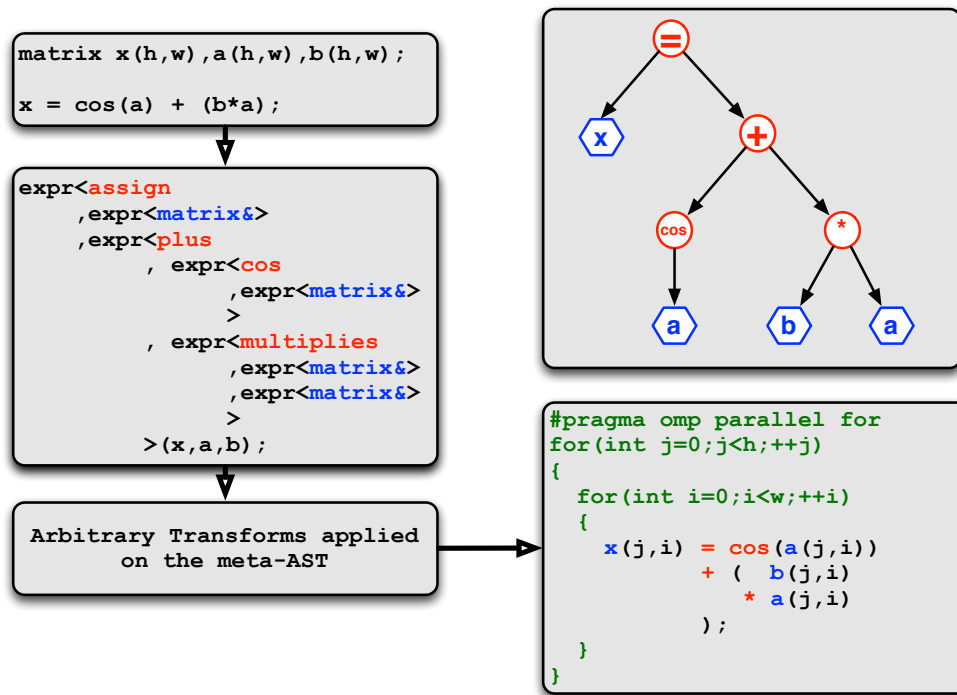 matrix x(h,w),a(h,w),b(h,w);
x = cos(a) + (b*a);
expr<assign
,expr<matrix&>
,expr<plus
, expr<cos
,expr<matrix&>
>
, expr<multiplies
,expr<matrix&>
,expr<matrix&>
>
>(x,a,b);
Arbitrary Transforms applied
on the meta-AST
=
x
+
cos
*
a
b
a
#pragma omp parallel for
for(int j=0;j<h;++j)
{
for(int i=0;i<w;++i)
{
x(j,i) = cos(a(j,i))
+ ( b(j,i)
* a(j,i)
);
}
}